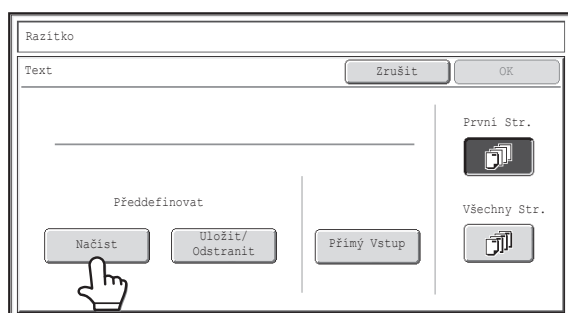 Razítko
Text
Zrušit
OK
První Str.
Předdefinovat
Všechny Str.
Načíst
Uložit/
Odstranit
Přímý Vstup